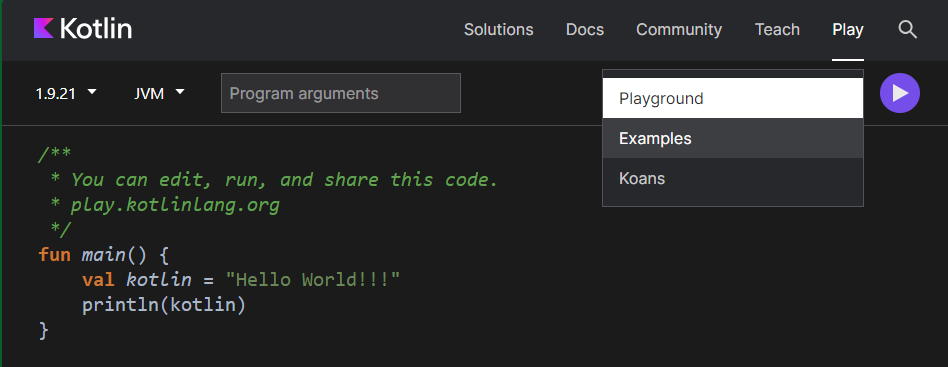 Kotlin Solutions Docs Community Teach Play
1.9.21 JVM Program arguments
Playground
Examples
Koans
/**
 * You can edit, run, and share this code.
 * play.kotlinlang.org
 */
fun main() {
    val kotlin = "Hello World!!!"
    println(kotlin)
}